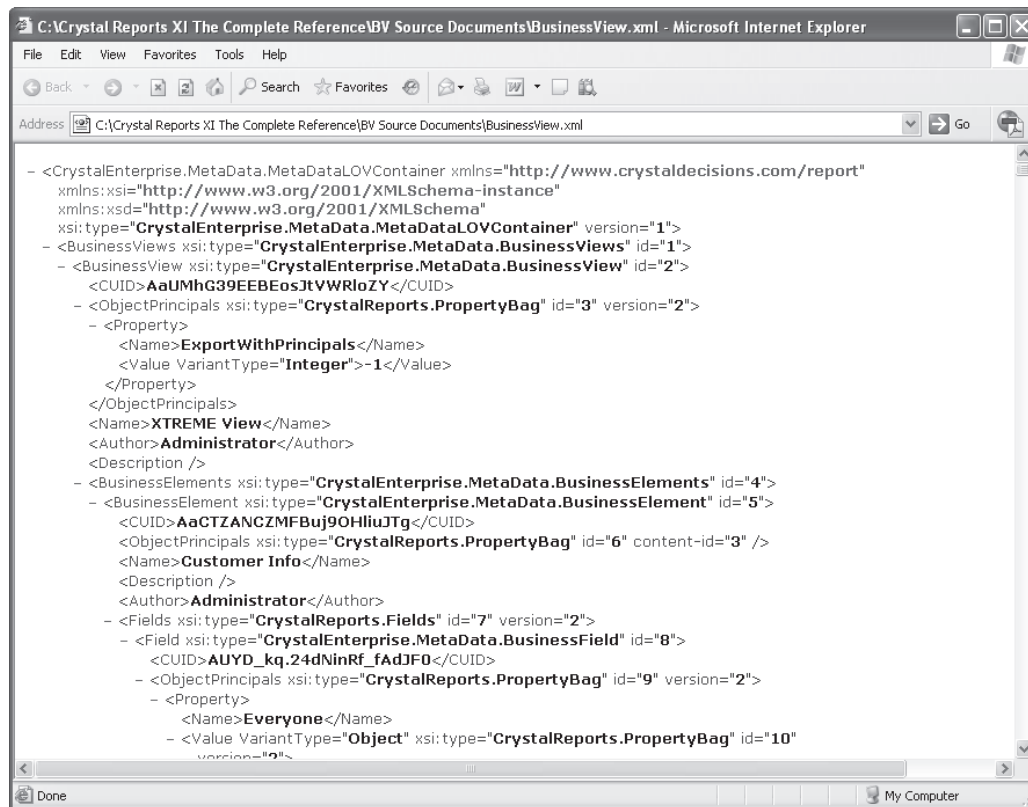 C:\Crystal Reports XI The Complete Reference\BV Source Documents\BusinessView.xml - Microsoft Internet Explorer
File Edit View Favorites Tools Help
Back Search Favorites
Address C:\Crystal Reports XI The Complete Reference\BV Source Documents\BusinessView.xml Go
- <CrystalEnterprise.MetaData.MetaDataLOVContainer xmlns="http://www.crystaldecisions.com/report"
xmlns:xsi="http://www.w3.org/2001/XMLSchema-instance"
xmlns:xsd="http://www.w3.org/2001/XMLSchema"
xsi:type="CrystalEnterprise.MetaData.MetaDataLOVContainer" version="1">
- <BusinessViews xsi:type="CrystalEnterprise.MetaData.BusinessViews" id="1">
- <BusinessView xsi:type="CrystalEnterprise.MetaData.BusinessView" id="2">
<CUID>AaUMhG39EEBEosJtVWRloZY</CUID>
- <ObjectPrincipals xsi:type="CrystalReports.PropertyBag" id="3" version="2">
- <Property>
<Name>ExportWithPrincipals</Name>
<Value VariantType="Integer">-1</Value>
</Property>
</ObjectPrincipals>
<Name>XTREME View</Name>
<Author>Administrator</Author>
<Description />
- <BusinessElements xsi:type="CrystalEnterprise.MetaData.BusinessElements" id="4">
- <BusinessElement xsi:type="CrystalEnterprise.MetaData.BusinessElement" id="5">
<CUID>AaCTZANCZMFBuj9OHliuJTg</CUID>
<ObjectPrincipals xsi:type="CrystalReports.PropertyBag" id="6" content-id="3" />
<Name>Customer Info</Name>
<Description />
<Author>Administrator</Author>
- <Fields xsi:type="CrystalReports.Fields" id="7" version="2">
- <Field xsi:type="CrystalEnterprise.MetaData.BusinessField" id="8">
<CUID>AUYD_kq.24dNinRf_fAdJF0</CUID>
- <ObjectPrincipals xsi:type="CrystalReports.PropertyBag" id="9" version="2">
- <Property>
<Name>Everyone</Name>
- <Value VariantType="Object" xsi:type="CrystalReports.PropertyBag" id="10"
version="2">
Done My Computer